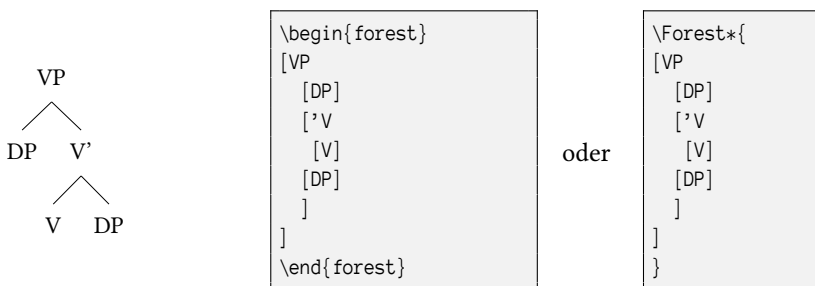 VP
DP V’
V DP
\begin{forest}
[VP
[DP]
[’V
[V]
[DP]
]
]
\end{forest}
oder
\Forest*{
[VP
[DP]
[’V
[V]
[DP]
]
]
}